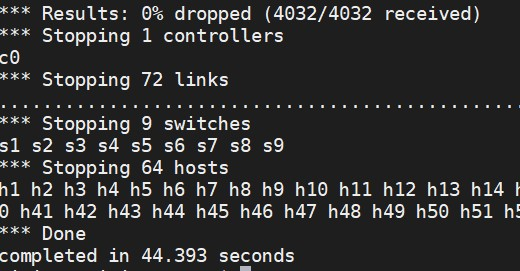 *** Results: 0% dropped (4032/4032 received)
*** Stopping 1 controllers
c0
*** Stopping 72 links
................................................
*** Stopping 9 switches
s1 s2 s3 s4 s5 s6 s7 s8 s9
*** Stopping 64 hosts
h1 h2 h3 h4 h5 h6 h7 h8 h9 h10 h11 h12 h13 h14 h
0 h41 h42 h43 h44 h45 h46 h47 h48 h49 h50 h51 h5
*** Done
completed in 44.393 seconds